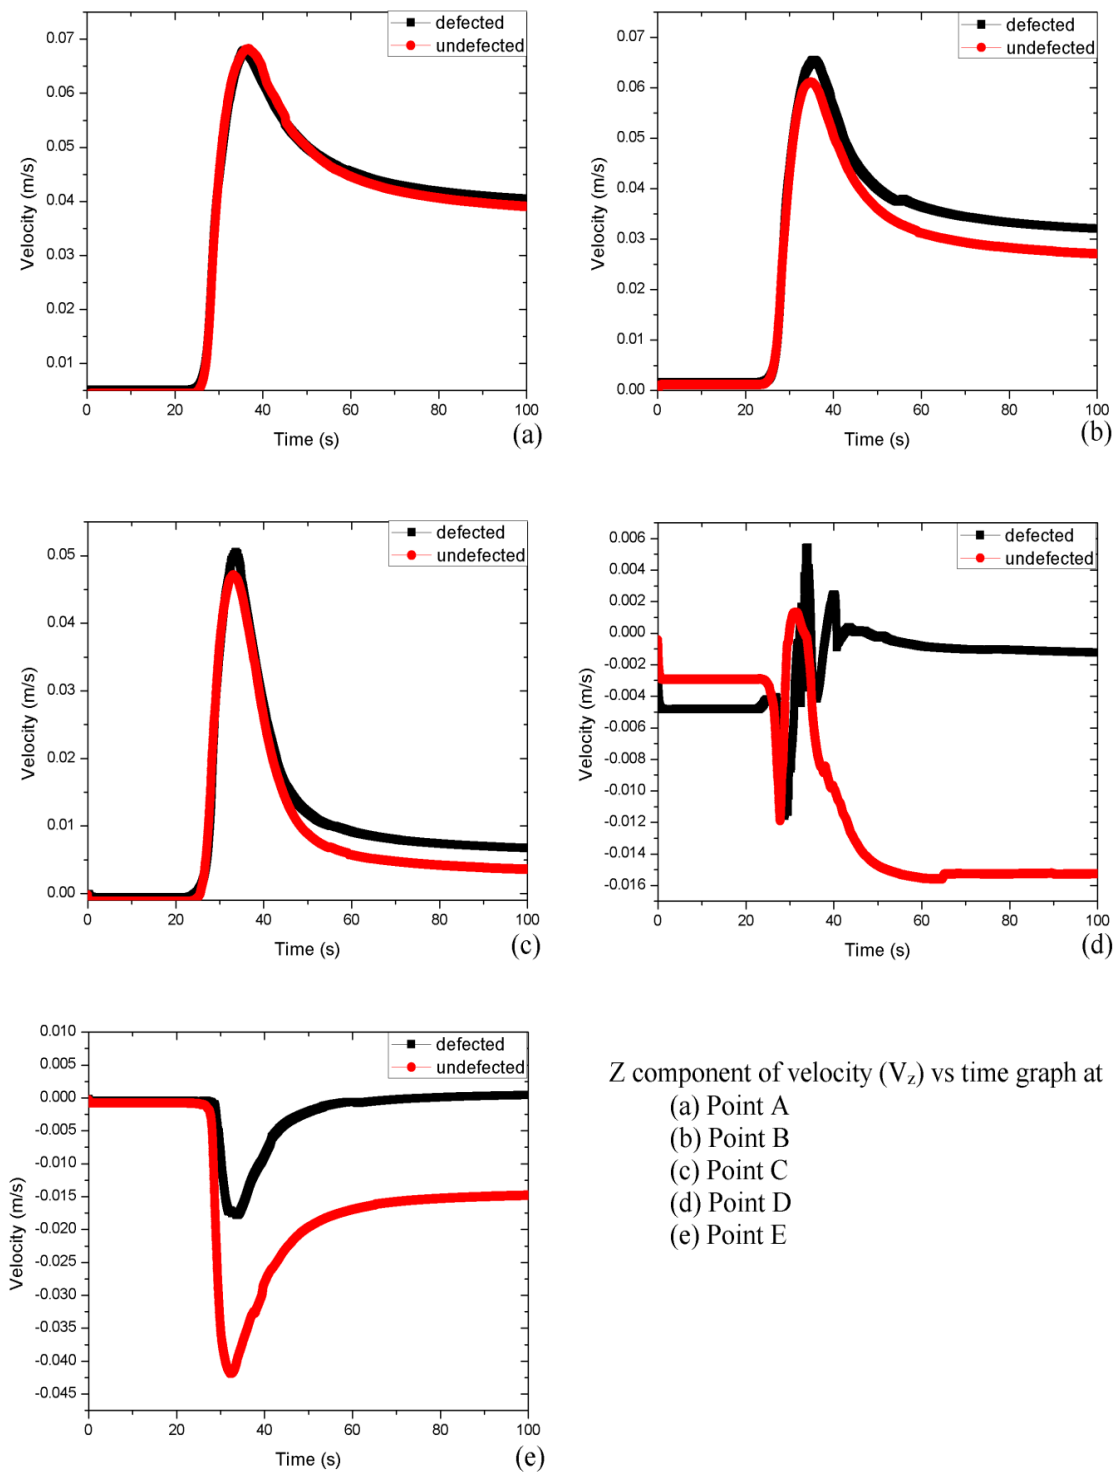 defected
undefected
0.07
0.06
0.05
0.04
0.03
0.02
0.01
Velocity (m/s)
0 20 40 60 80 100
Time (s)
(a)
defected
undefected
0.07
0.06
0.05
0.04
0.03
0.02
0.01
0.00
Velocity (m/s)
0 20 40 60 80 100
Time (s)
(b)
defected
undefected
0.05
0.04
0.03
0.02
0.01
0.00
Velocity (m/s)
0 20 40 60 80 100
Time (s)
(c)
defected
undefected
0.006
0.004
0.002
0.000
-0.002
-0.004
-0.006
-0.008
-0.010
-0.012
-0.014
-0.016
Velocity (m/s)
0 20 40 60 80 100
Time (s)
(d)
defected
undefected
0.010
0.005
0.000
-0.005
-0.010
-0.015
-0.020
-0.025
-0.030
-0.035
-0.040
-0.045
Velocity (m/s)
0 20 40 60 80 100
Time (s)
(e)
Z component of velocity (Vz) vs time graph at
(a) Point A
(b) Point B
(c) Point C
(d) Point D
(e) Point E